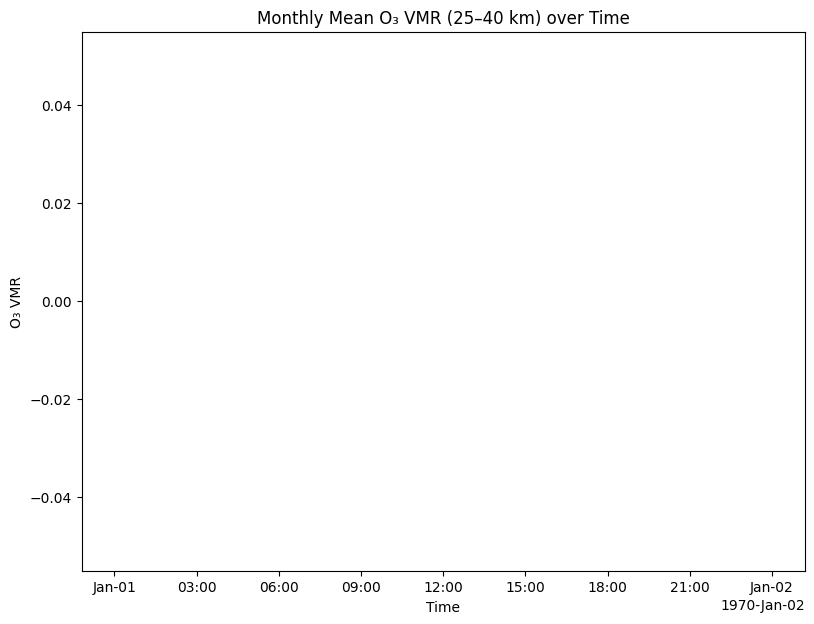 Monthly Mean O₃ VMR (25–40 km) over Time
0.04
0.02
0.00
−0.02
−0.04
O₃ VMR
Jan-01 03:00 06:00 09:00 12:00 15:00 18:00 21:00 Jan-02
1970-Jan-02
Time